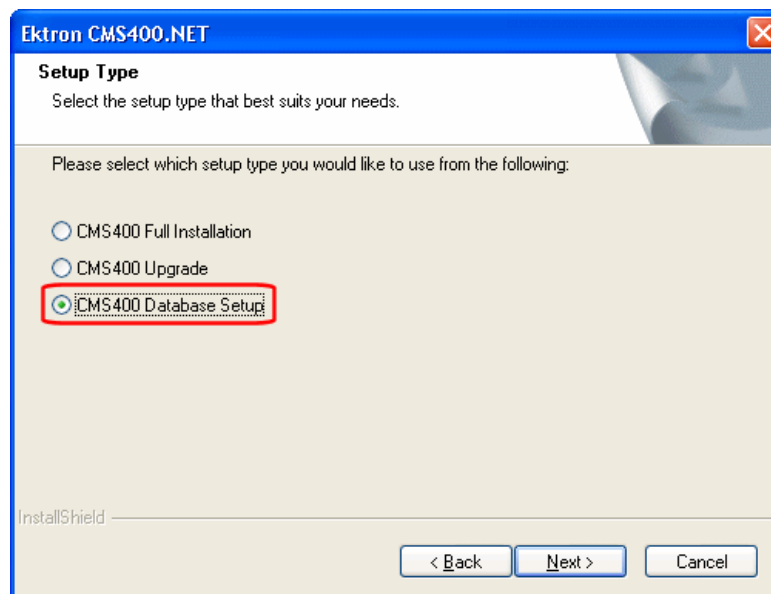 Ektron CMS400.NET
Setup Type
Select the setup type that best suits your needs.
Please select which setup type you would like to use from the following:
CMS400 Full Installation
CMS400 Upgrade
CMS400 Database Setup
InstallShield
< Back Next > Cancel